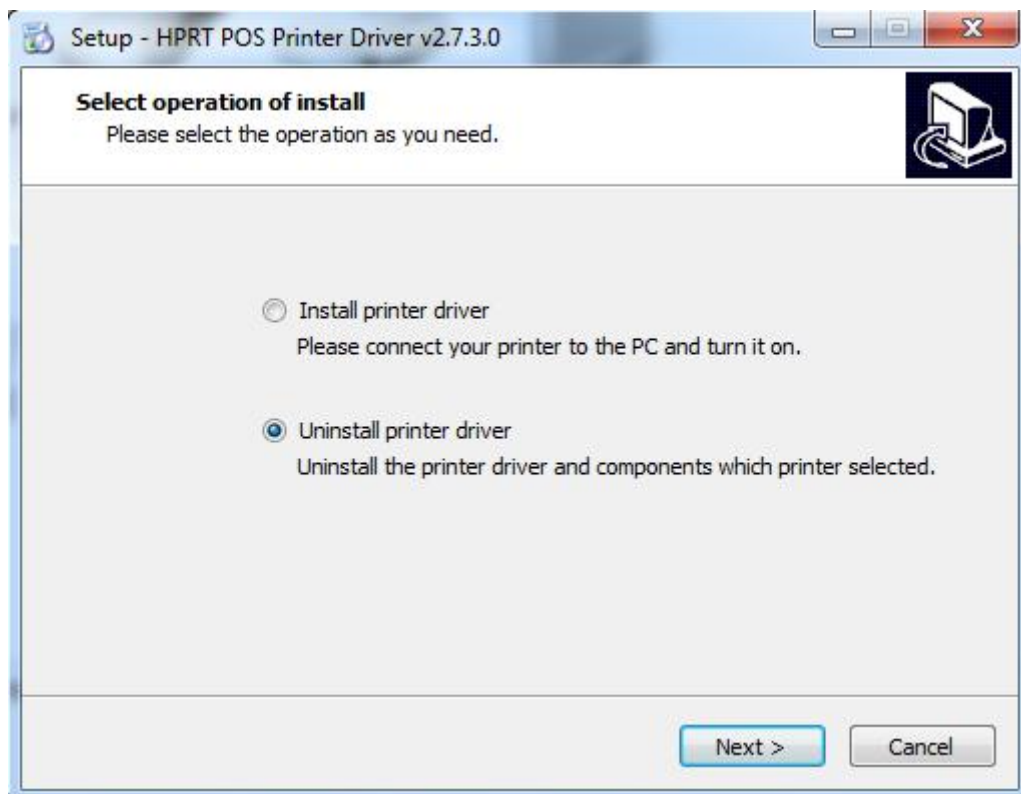 Setup - HPRT POS Printer Driver v2.7.3.0
Select operation of install
Please select the operation as you need.
Install printer driver
Please connect your printer to the PC and turn it on.
Uninstall printer driver
Uninstall the printer driver and components which printer selected.
Next > Cancel